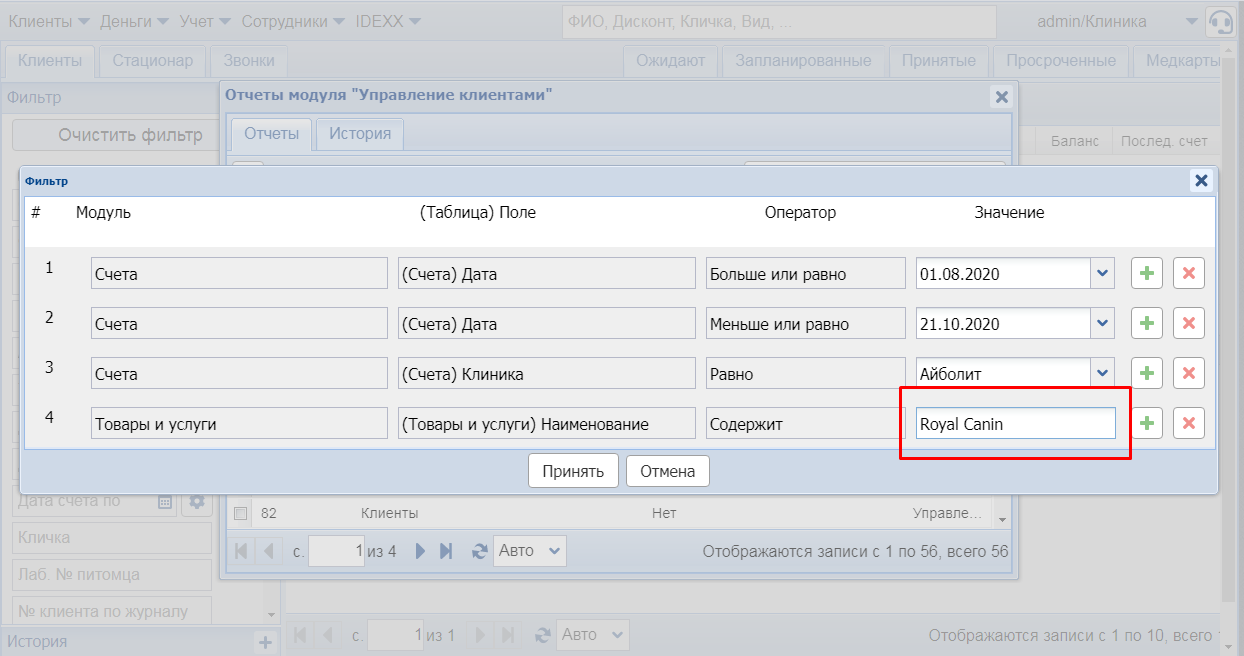 Клиенты Деньги Учет Сотрудники IDEXX ФИО, Дисконт, Кличка, Вид, ... admin/Клиника
Клиенты Стационар Звонки Ожидают Запланированные Принятые Просроченные Медкарты
Фильтр
Отчеты модуля "Управление клиентами"
Очистить фильтр
Отчеты История
Баланс Послед. счет
Фильтр
# Модуль (Таблица) Поле Оператор Значение
1 Счета (Счета) Дата Больше или равно 01.08.2020
2 Счета (Счета) Дата Меньше или равно 21.10.2020
3 Счета (Счета) Клиника Равно Айболит
4 Товары и услуги (Товары и услуги) Наименование Содержит Royal Canin
Принять Отмена
Дата счета по
82 Клиенты Нет Управле...
Кличка
с. 1 из 4 Авто Отображаются записи с 1 по 56, всего 56
Лаб. № питомца
№ клиента по журналу
История
с. 1 из 1 Авто Отображаются записи с 1 по 10, всего